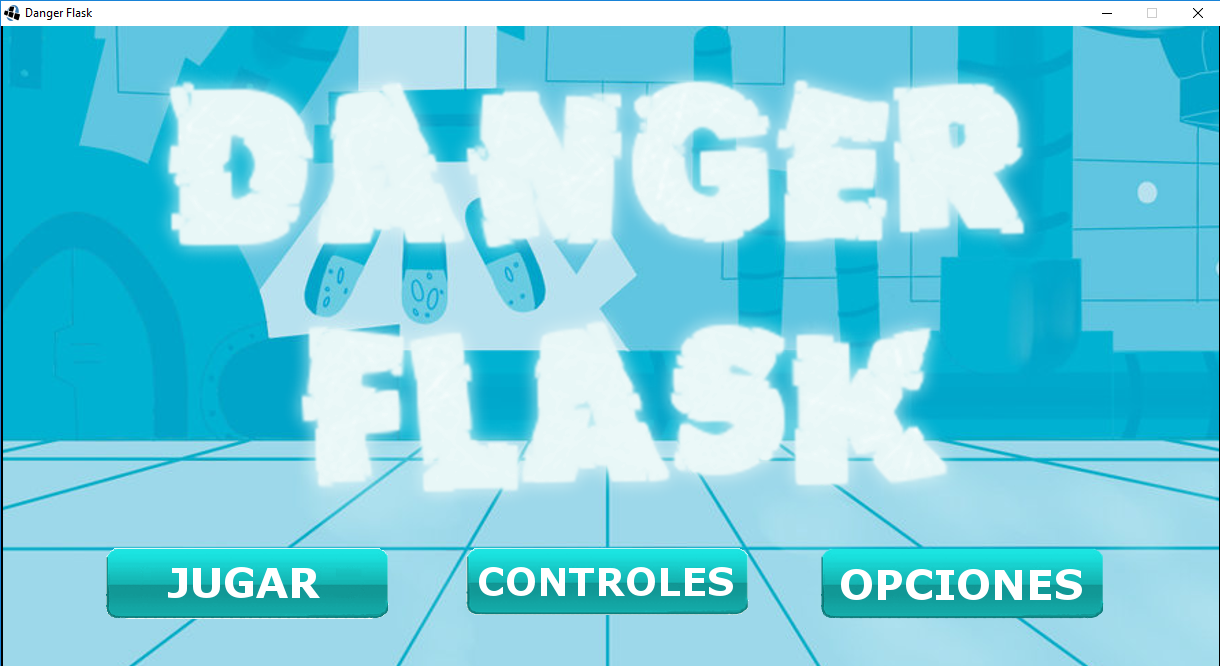 Danger Flask
DANGER
FLASK
JUGAR
CONTROLES
OPCIONES